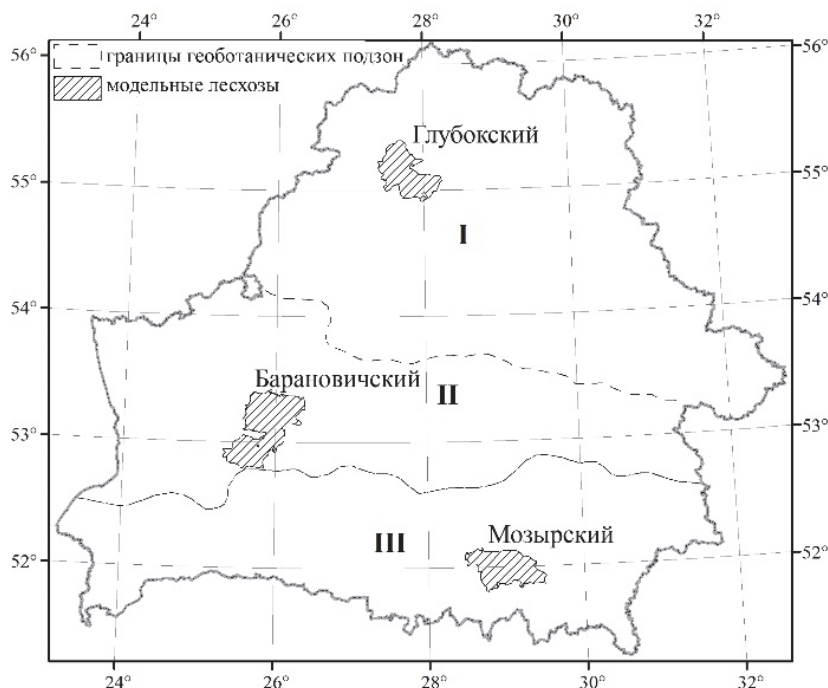 24° 26° 28° 30° 32°
56° 56°
границы геоботанических подзон
модельные лесхозы
Глубокский
55° 55°
I
54° 54°
Барановичский
II
53° 53°
III
Мозырский
52° 52°
24° 26° 28° 30° 32°